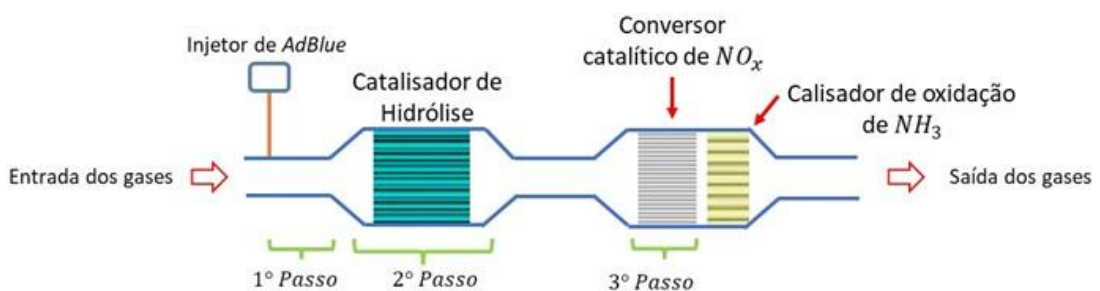 Injetor de AdBlue
Catalisador de
Hidrólise
Conversor
catalítico de NOₓ
Calisador de oxidação
de NH₃
Entrada dos gases
Saída dos gases
1° Passo
2° Passo
3° Passo